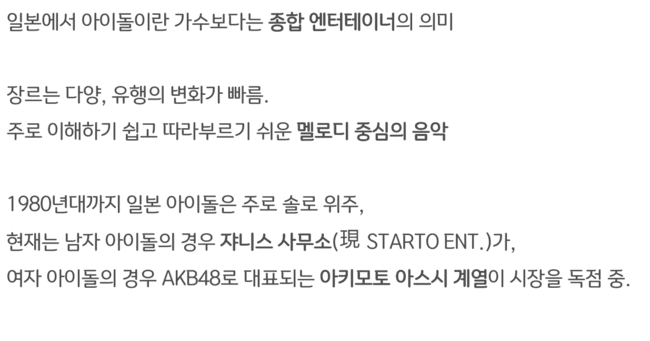 일본에서 아이돌이란 가수보다는 종합 엔터테이너의 의미
장르는 다양, 유행의 변화가 빠름.
주로 이해하기 쉽고 따라부르기 쉬운 멜로디 중심의 음악
1980년대까지 일본 아이돌은 주로 솔로 위주,
현재는 남자 아이돌의 경우 쟈니스 사무소(現 STARTO ENT.)가,
여자 아이돌의 경우 AKB48로 대표되는 아키모토 야스시 계열이 시장을 독점 중.